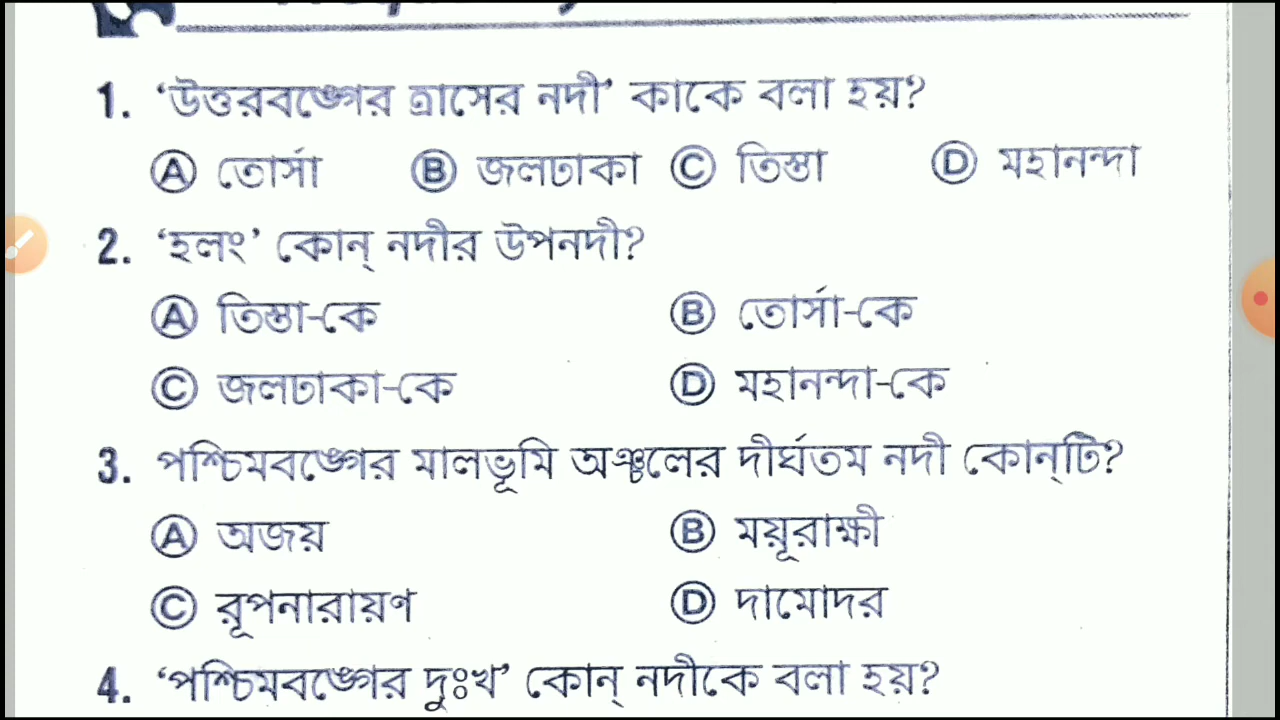 1. ‘উত্তরবঙ্গের ত্রাসের নদী’ কাকে বলা হয়?
Ⓐ তোর্সা Ⓑ জলঢাকা Ⓒ তিস্তা Ⓓ মহানন্দা
2. ‘হলং’ কোন্ নদীর উপনদী?
Ⓐ তিস্তা-কে Ⓑ তোর্সা-কে
Ⓒ জলঢাকা-কে Ⓓ মহানন্দা-কে
3. পশ্চিমবঙ্গের মালভূমি অঞ্চলের দীর্ঘতম নদী কোন্‌টি?
Ⓐ অজয় Ⓑ ময়ূরাক্ষী
Ⓒ রূপনারায়ণ Ⓓ দামোদর
4. ‘পশ্চিমবঙ্গের দুঃখ’ কোন্ নদীকে বলা হয়?